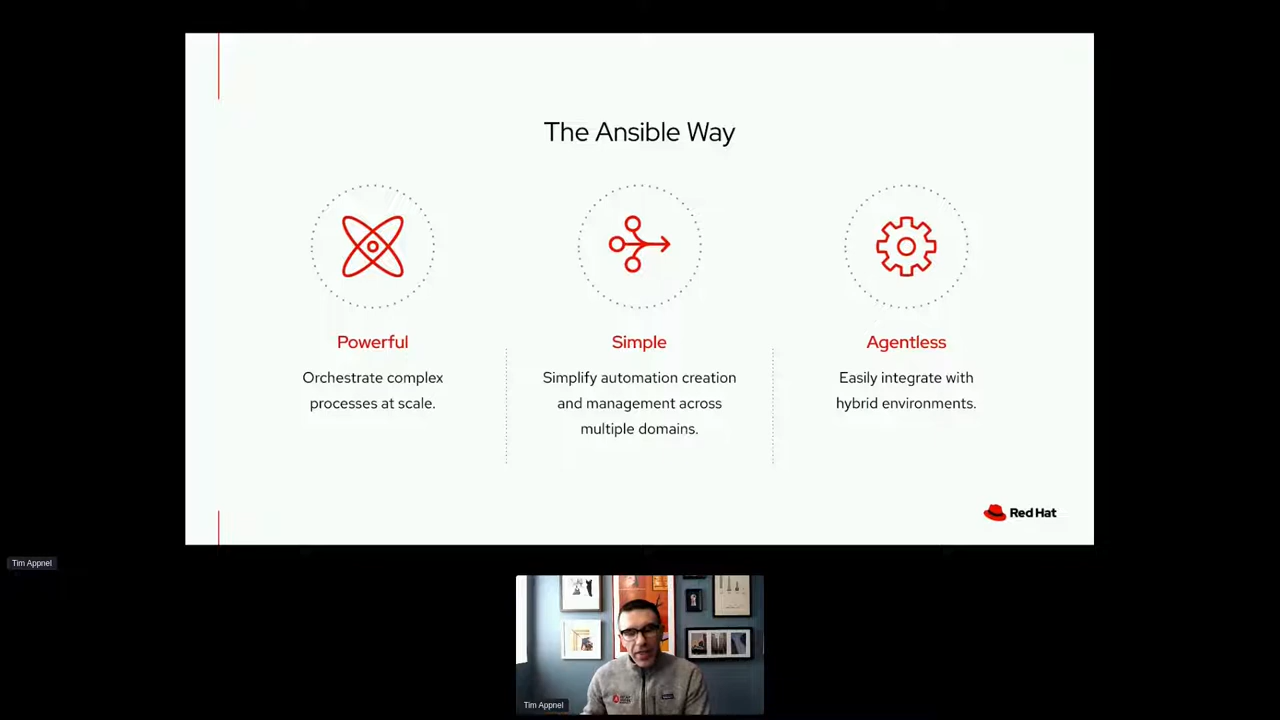 The Ansible Way
Powerful
Orchestrate complex
processes at scale.
Simple
Simplify automation creation
and management across
multiple domains.
Agentless
Easily integrate with
hybrid environments.
Red Hat
Tim Appnel
Tim Appnel